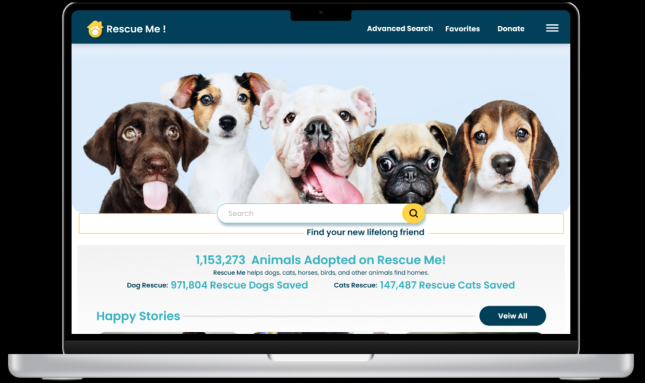 Rescue Me !
Advanced Search Favorites Donate
Search
Find your new lifelong friend
1,153,273 Animals Adopted on Rescue Me!
Rescue Me helps dogs, cats, horses, birds, and other animals find homes.
Dog Rescue: 971,804 Rescue Dogs Saved Cats Rescue: 147,487 Rescue Cats Saved
Happy Stories
Veiw All